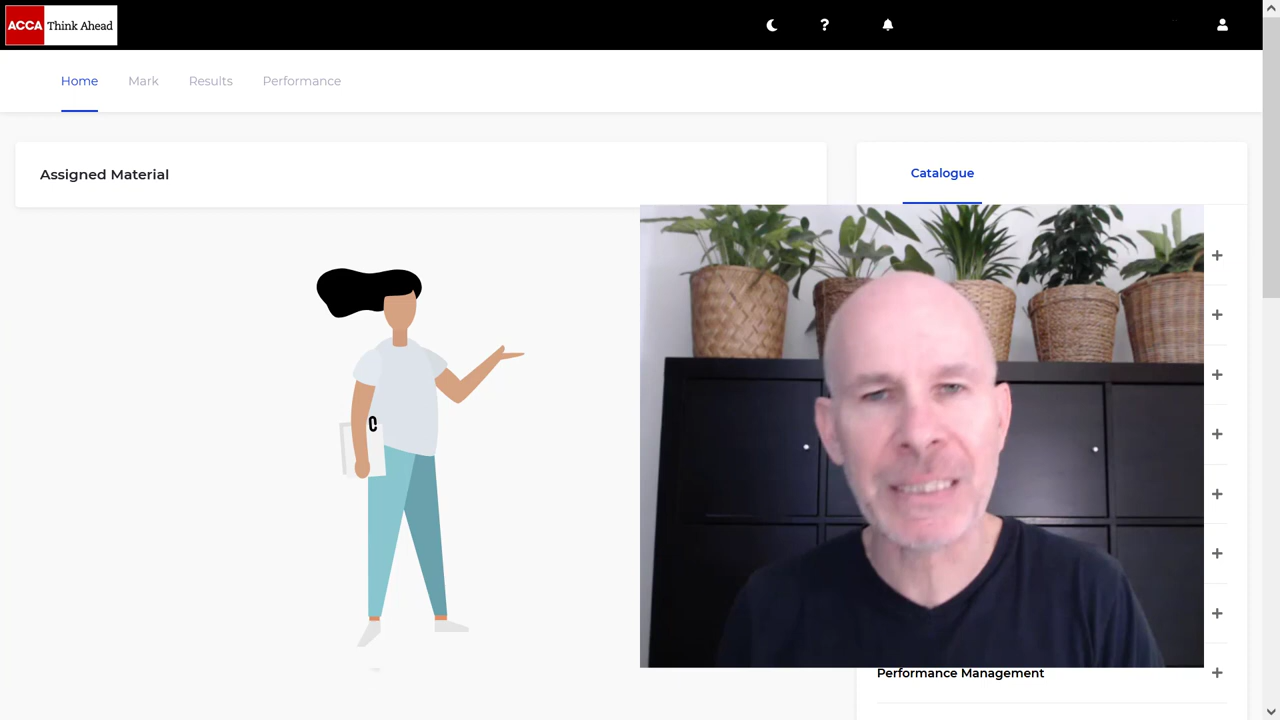 ACCA Think Ahead
?
Home Mark Results Performance
Assigned Material
Catalogue
+
+
+
+
+
+
+
Performance Management +